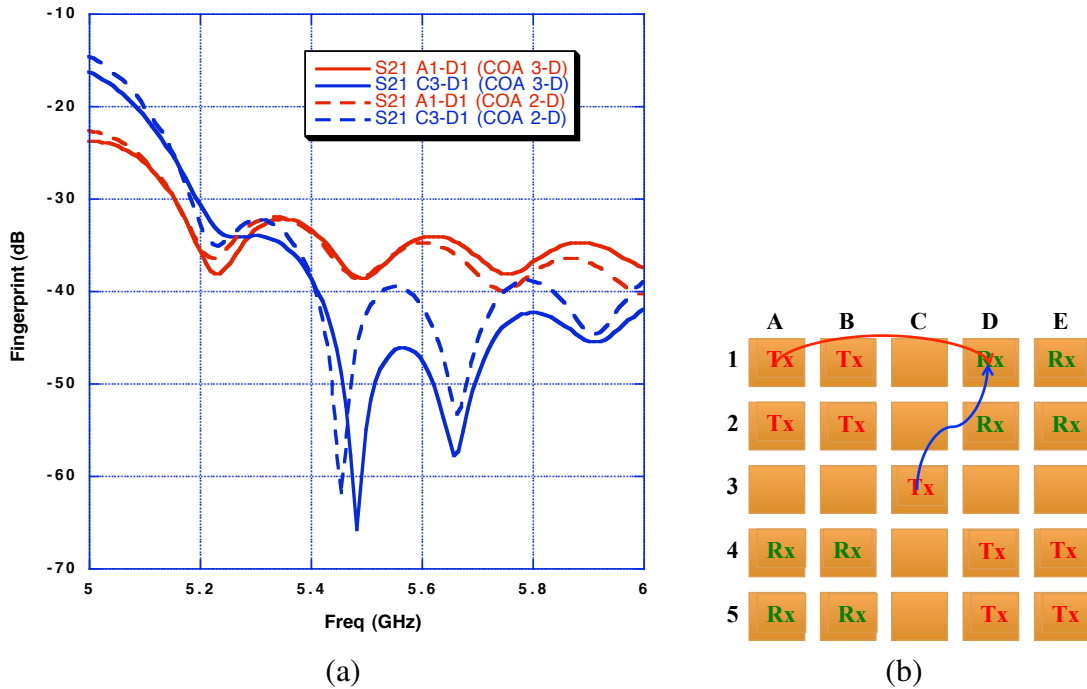 -10
-20
-30
-40
-50
-60
-70
Fingerprint (dB)
S21 A1-D1 (COA 3-D)
S21 C3-D1 (COA 3-D)
S21 A1-D1 (COA 2-D)
S21 C3-D1 (COA 2-D)
5 5.2 5.4 5.6 5.8 6
Freq (GHz)
(a)
A B C D E
1 Tx Tx Rx Rx
2 Tx Tx Rx Rx
3 Tx
4 Rx Rx Tx Tx
5 Rx Rx Tx Tx
(b)